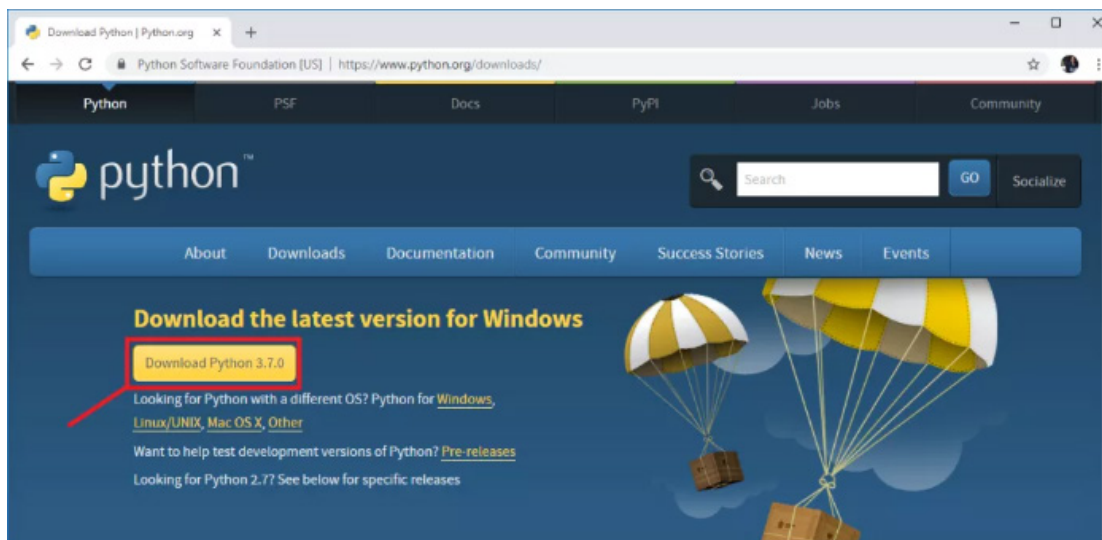 Download Python | Python.org
Python Software Foundation [US] | https://www.python.org/downloads/
Python PSF Docs PyPI Jobs Community
python™
Search GO Socialize
About Downloads Documentation Community Success Stories News Events
Download the latest version for Windows
Download Python 3.7.0
Looking for Python with a different OS? Python for Windows,
Linux/UNIX, Mac OS X, Other
Want to help test development versions of Python? Pre-releases
Looking for Python 2.7? See below for specific releases